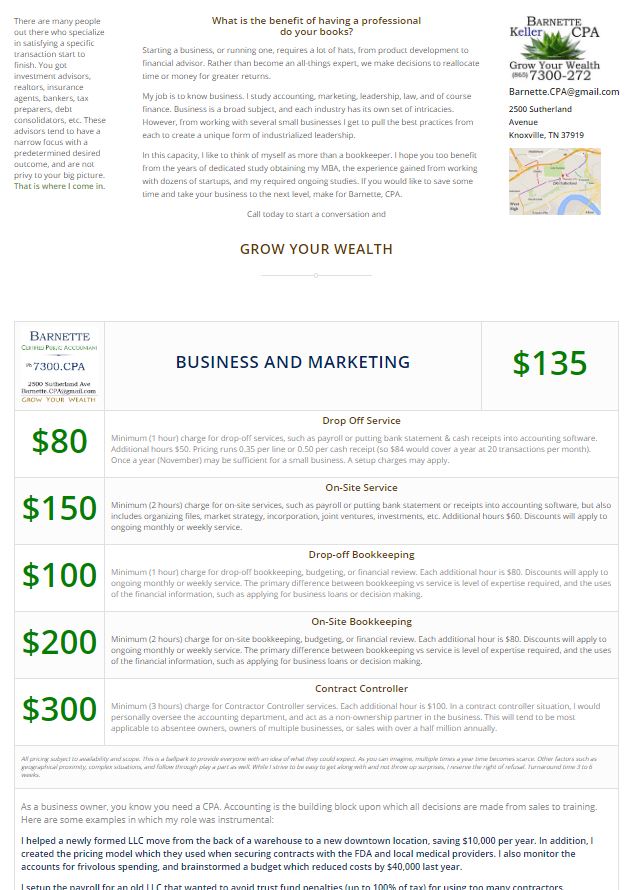 There are many people
out there who specialize
in satisfying a specific
transaction start to
finish. You got
investment advisors,
realtors, insurance
agents, bankers, tax
preparers, debt
consolidators, etc. These
advisors tend to have a
narrow focus with a
predetermined desired
outcome, and are not
privy to your big picture.
That is where I come in.
What is the benefit of having a professional
do your books?
Starting a business, or running one, requires a lot of hats, from product development to
financial advisor. Rather than become an all-things expert, we make decisions to reallocate
time or money for greater returns.
My job is to know business. I study accounting, marketing, leadership, law, and of course
finance. Business is a broad subject, and each industry has its own set of intricacies.
However, from working with several small businesses I get to pull the best practices from
each to create a unique form of industrialized leadership.
In this capacity, I like to think of myself as more than a bookkeeper. I hope you too benefit
from the years of dedicated study obtaining my MBA, the experience gained from working
with dozens of startups, and my required ongoing studies. If you would like to save some
time and take your business to the next level, make for Barnette, CPA.
Call today to start a conversation and
GROW YOUR WEALTH
BARNETTE
Keller CPA
Grow Your Wealth
(865) 7300-272
Barnette.CPA@gmail.com
2500 Sutherland
Avenue
Knoxville, TN 37919
BARNETTE
CERTIFIED PUBLIC ACCOUNTANT
Ph 7300.CPA
2500 Sutherland Ave
Barnette.CPA@gmail.com
GROW YOUR WEALTH
BUSINESS AND MARKETING
$135
$80
Drop Off Service
Minimum (1 hour) charge for drop-off services, such as payroll or putting bank statement & cash receipts into accounting software.
Additional hours $50. Pricing runs 0.35 per line or 0.50 per cash receipt (so $84 would cover a year at 20 transactions per month).
Once a year (November) may be sufficient for a small business. A setup charges may apply.
$150
On-Site Service
Minimum (2 hours) charge for on-site services, such as payroll or putting bank statement or receipts into accounting software, but also
includes organizing files, market strategy, incorporation, joint ventures, investments, etc. Additional hours $60. Discounts will apply to
ongoing monthly or weekly service.
$100
Drop-off Bookkeeping
Minimum (1 hour) charge for drop-off bookkeeping, budgeting, or financial review. Each additional hour is $80. Discounts will apply to
ongoing monthly or weekly service. The primary difference between bookkeeping vs service is level of expertise required, and the uses
of the financial information, such as applying for business loans or decision making.
$200
On-Site Bookkeeping
Minimum (2 hours) charge for on-site bookkeeping, budgeting, or financial review. Each additional hour is $80. Discounts will apply to
ongoing monthly or weekly service. The primary difference between bookkeeping vs service is level of expertise required, and the uses
of the financial information, such as applying for business loans or decision making.
$300
Contract Controller
Minimum (3 hours) charge for Contractor Controller services. Each additional hour is $100. In a contract controller situation, I would
personally oversee the accounting department, and act as a non-ownership partner in the business. This will tend to be most
applicable to absentee owners, owners of multiple businesses, or sales with over a half million annually.
All pricing subject to availability and scope. This is a ballpark to provide everyone with an idea of what they could expect. As you can imagine, multiple times a year time becomes scarce. Other factors such as
geographical proximity, complex situations, and follow through play a part as well. While I strive to be easy to get along with and not throw up surprises, I reserve the right of refusal. Turnaround time 3 to 6
weeks.
As a business owner, you know you need a CPA. Accounting is the building block upon which all decisions are made from sales to training.
Here are some examples in which my role was instrumental:
I helped a newly formed LLC move from the back of a warehouse to a new downtown location, saving $10,000 per year. In addition, I
created the pricing model which they used when securing contracts with the FDA and local medical providers. I also monitor the
accounts for frivolous spending, and brainstormed a budget which reduced costs by $40,000 last year.
I setup the payroll for an old LLC that wanted to avoid trust fund penalties (up to 100% of tax) for using too many contractors.